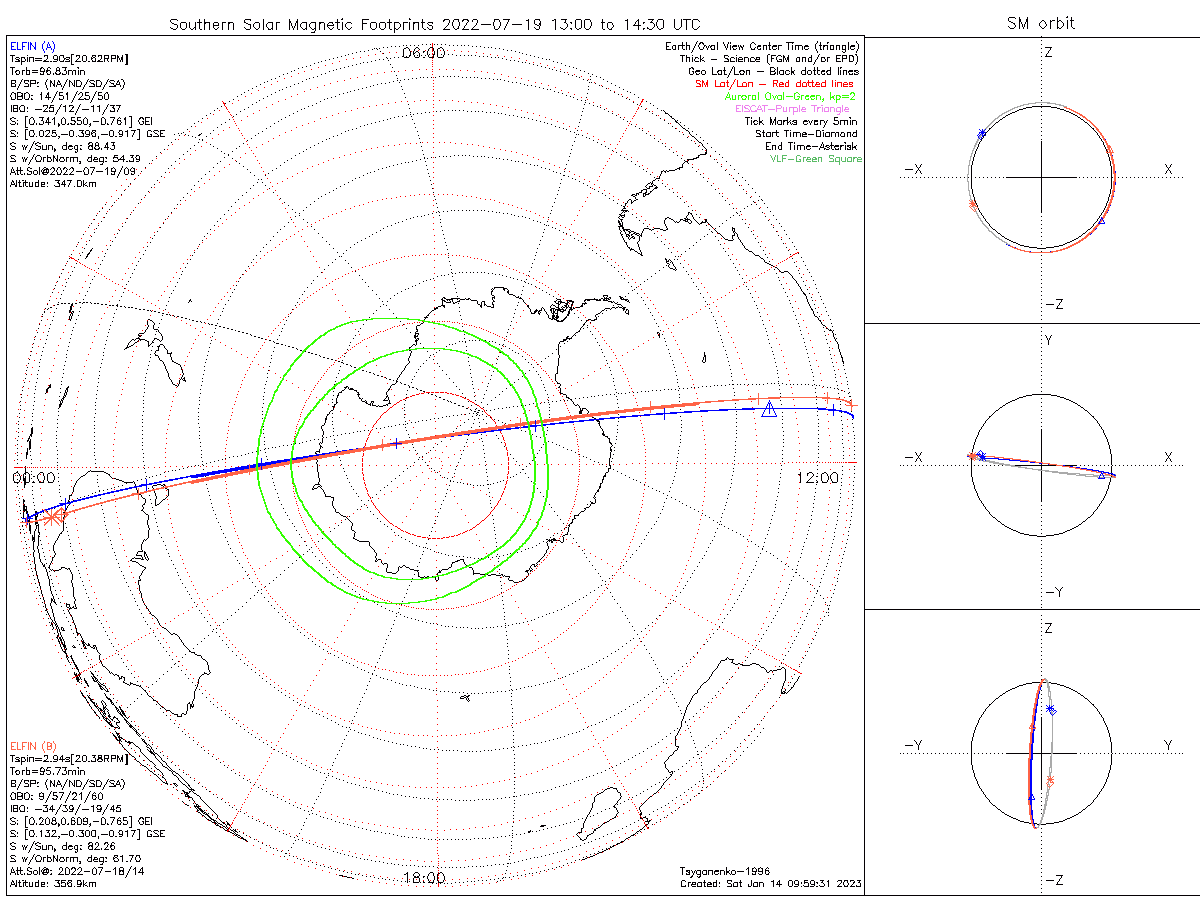 Southern Solar Magnetic Footprints 2022-07-19 13:00 to 14:30 UTC
SM orbit
ELFIN (A)
Tspin=2.90s[20.62RPM]
Torb=96.83min
B/SP: (NA/ND/SD/SA)
OBO: 14/51/25/50
IBO: -25/12/-11/37
S: [0.341,0.550,-0.761] GEI
S: [0.025,-0.396,-0.917] GSE
S w/Sun, deg: 88.43
S w/OrbNorm, deg: 54.39
Att.Sol@2022-07-19/09
Altitude: 347.0km
Earth/Oval View Center Time (triangle)
Thick - Science (FGM and/or EPD)
Geo Lat/Lon - Black dotted lines
SM Lat/Lon - Red dotted lines
Auroral Oval-Green, kp=2
EISCAT-Purple Triangle
Tick Marks every 5min
Start Time-Diamond
End Time-Asterisk
VLF-Green Square
06:00
00:00
12:00
18:00
ELFIN (B)
Tspin=2.94s[20.38RPM]
Torb=95.73min
B/SP: (NA/ND/SD/SA)
OBO: 9/57/21/60
IBO: -34/39/-19/45
S: [0.208,0.609,-0.765] GEI
S: [0.132,-0.300,-0.917] GSE
S w/Sun, deg: 82.26
S w/OrbNorm, deg: 61.70
Att.Sol@: 2022-07-18/14
Altitude: 356.9km
Tsyganenko-1996
Created: Sat Jan 14 09:59:31 2023
Z
-X
X
-Z
Y
-X
X
-Y
Z
-Y
Y
-Z